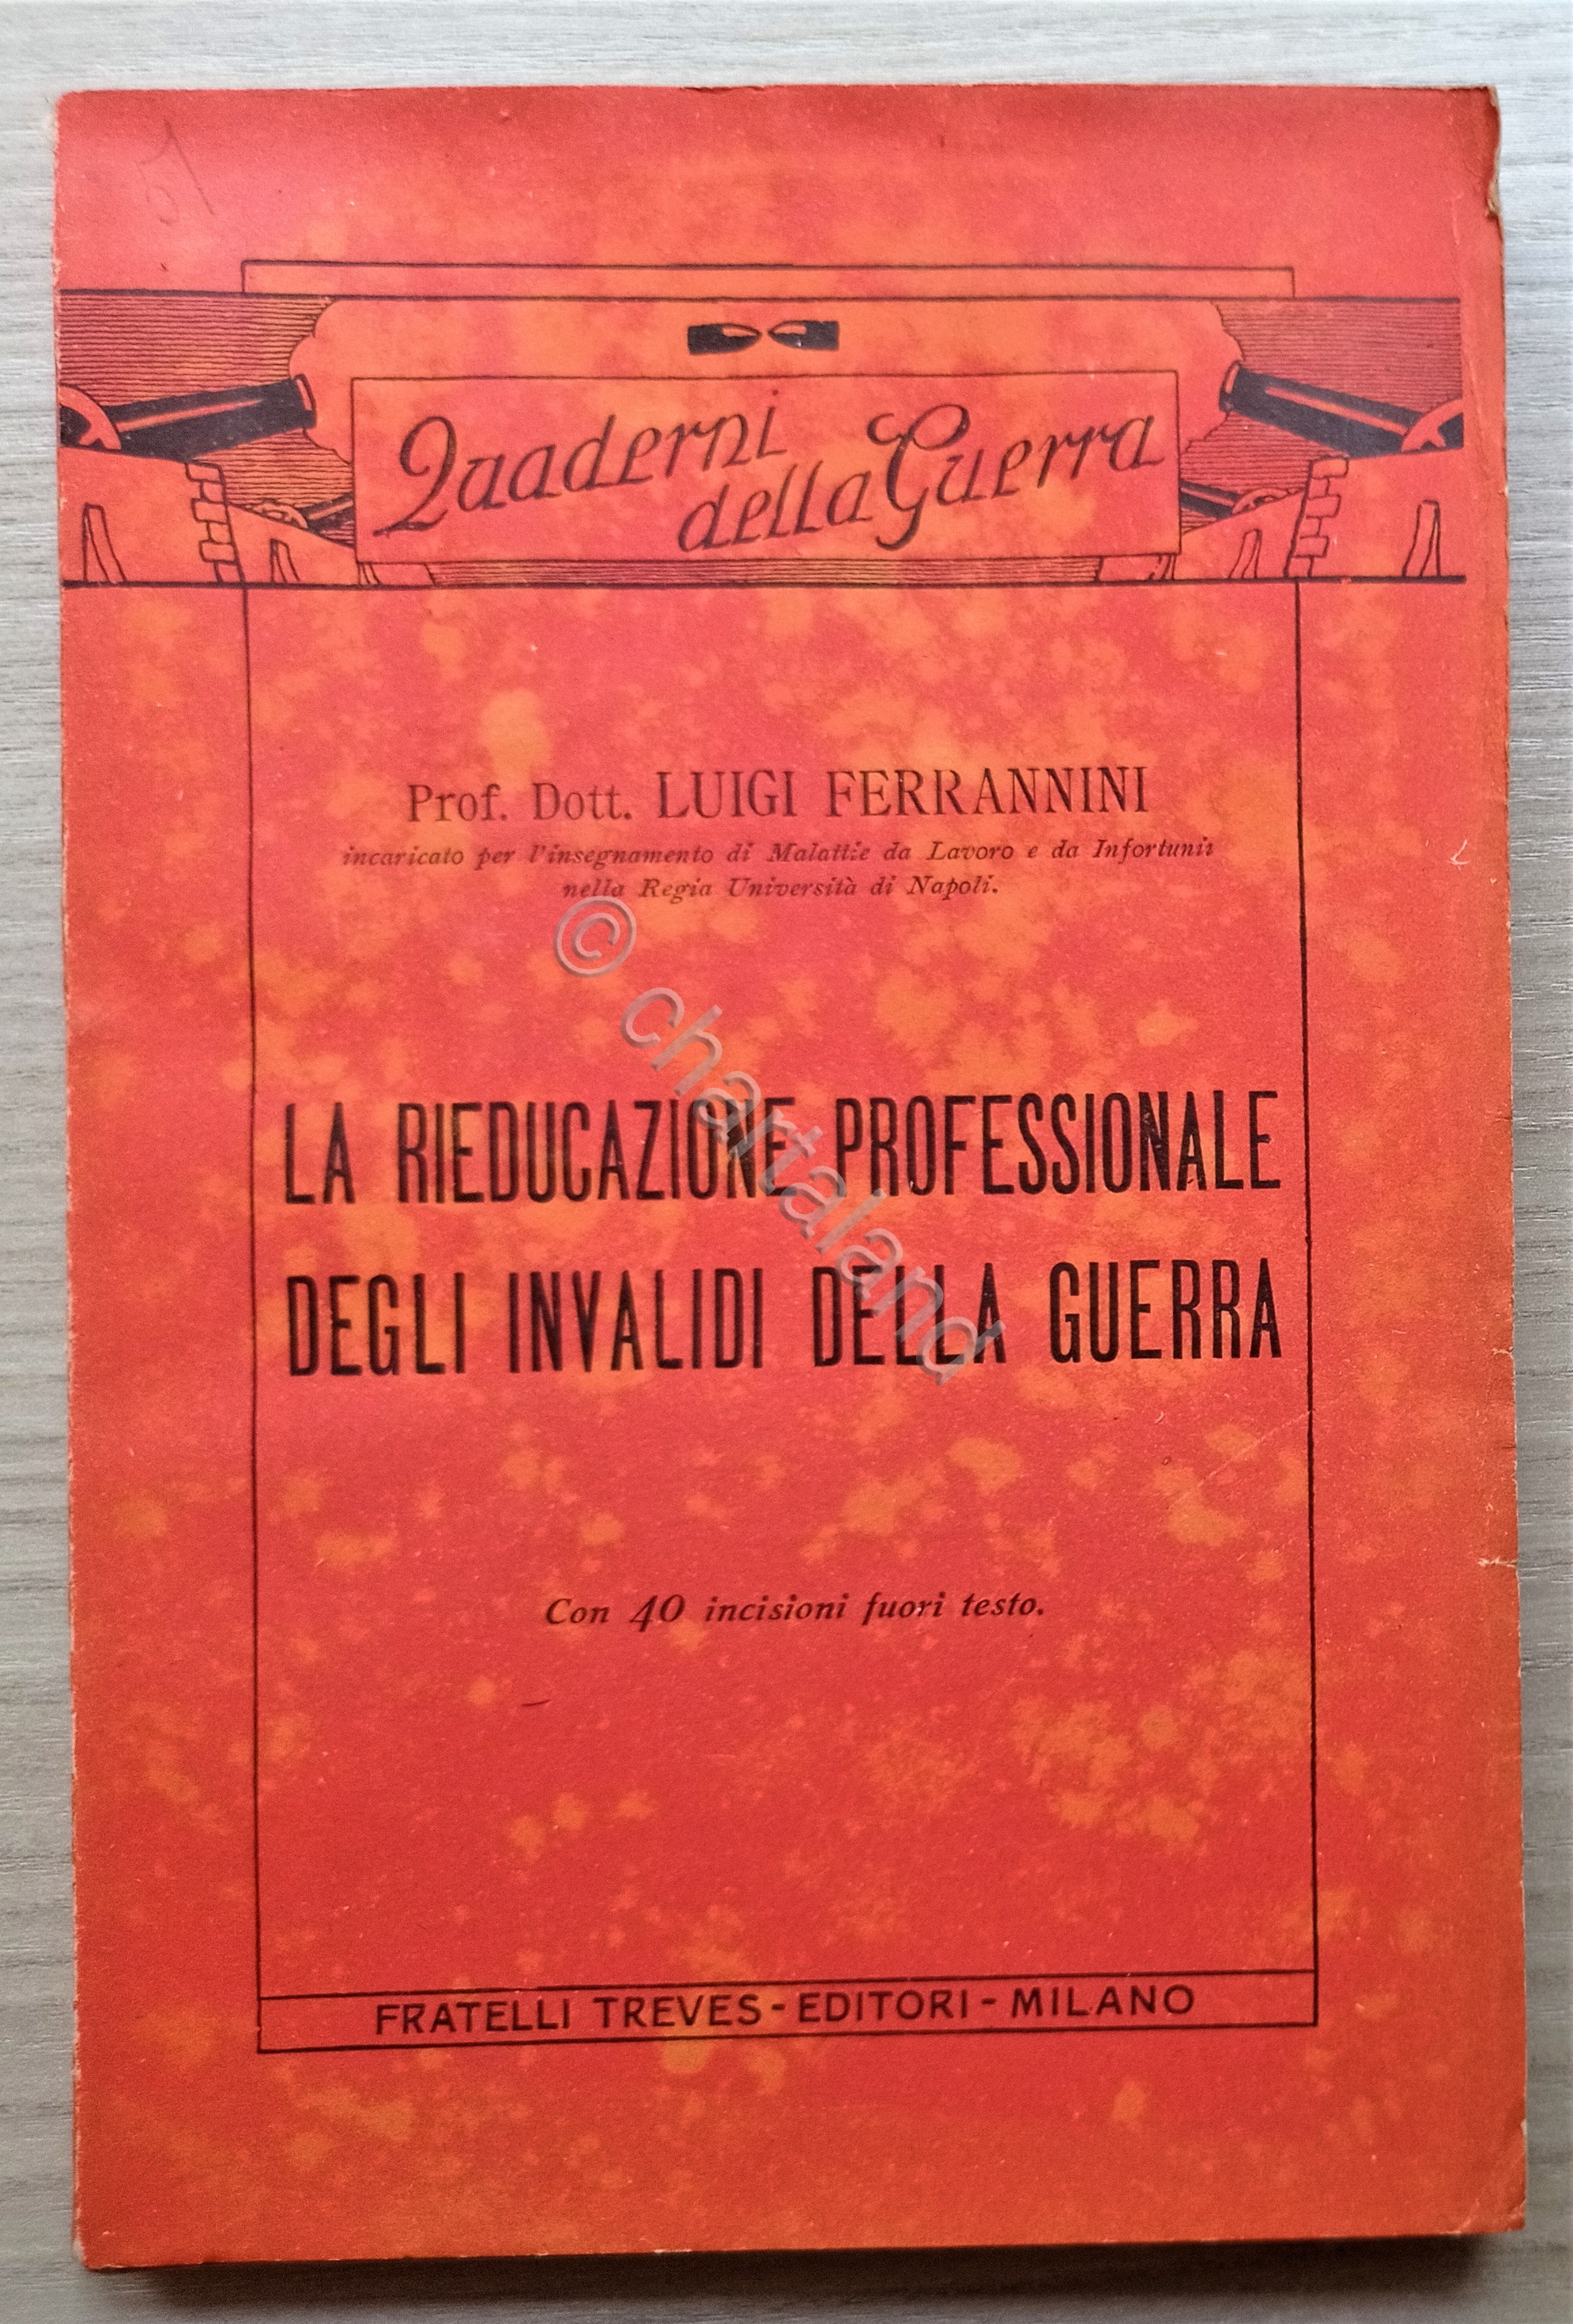 Quaderni
della Guerra
Prof. Dott. LUIGI FERRANNINI
incaricato per l'insegnamento di Malattie da Lavoro e da Infortunii
nella Regia Università di Napoli.
© chartaland
LA RIEDUCAZIONE PROFESSIONALE
DEGLI INVALIDI DELLA GUERRA
Con 40 incisioni fuori testo.
FRATELLI TREVES - EDITORI - MILANO